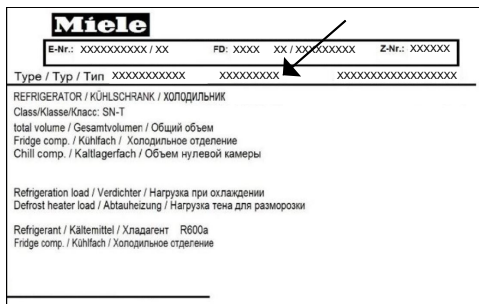 Miele
E-Nr.: XXXXXXXXXX / XX FD: XXXX XX / XXXXXXXXX Z-Nr.: XXXXXX
Type / Typ / Тип XXXXXXXXXXX XXXXXXXXX XXXXXXXXXXXXXXXXXX
REFRIGERATOR / KÜHLSCHRANK / ХОЛОДИЛЬНИК
Class/Klasse/Класс: SN-T
total volume / Gesamtvolumen / Общий объем
Fridge comp. / Kühlfach / Холодильное отделение
Chill comp. / Kaltlagerfach / Объем нулевой камеры
Refrigeration load / Verdichter / Нагрузка при охлаждении
Defrost heater load / Abtauheizung / Нагрузка тена для разморозки
Refrigerant / Kältemittel / Хладагент R600a
Fridge comp. / Kühlfach / Холодильное отделение